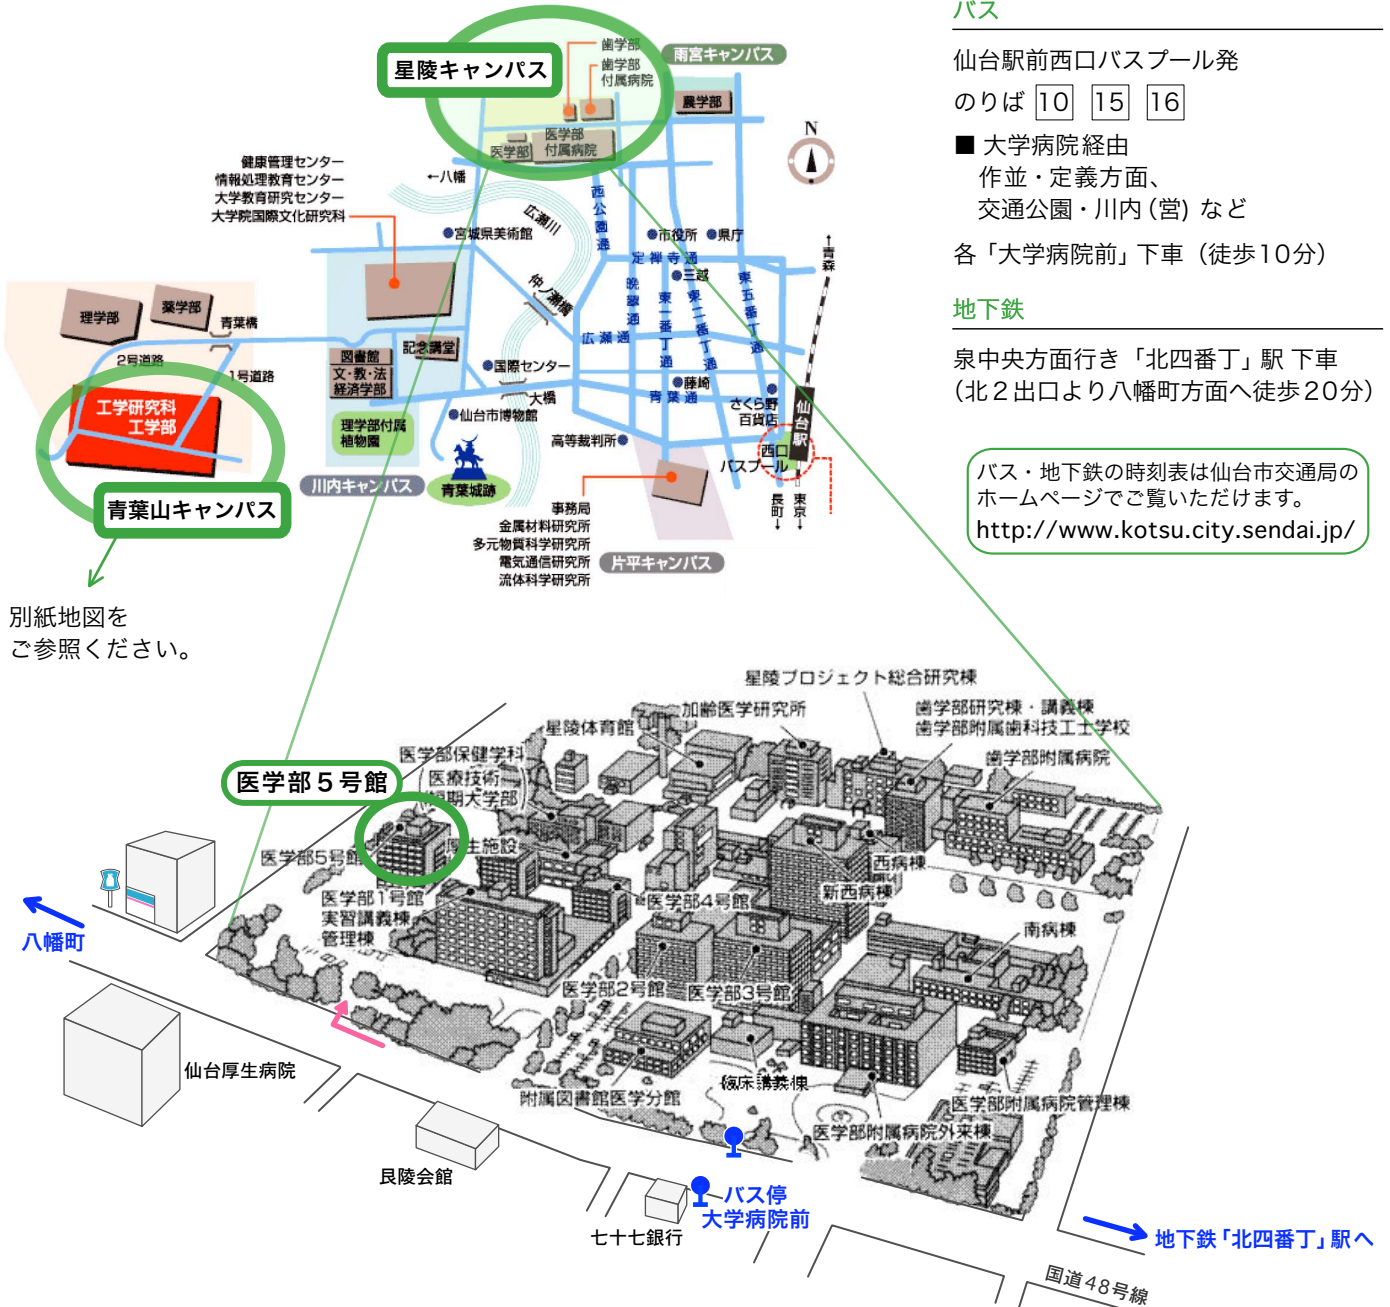 バス
仙台駅前西口バスプール発
のりば 10 15 16
■ 大学病院経由
作並・定義方面、
交通公園・川内(営) など
各「大学病院前」下車（徒歩10分）
地下鉄
泉中央方面行き「北四番丁」駅 下車
（北2出口より八幡町方面へ徒歩20分）
バス・地下鉄の時刻表は仙台市交通局の
ホームページでご覧いただけます。
http://www.kotsu.city.sendai.jp/
星陵キャンパス
歯学部
歯学部
付属病院
雨宮キャンパス
農学部
医学部
医学部
付属病院
N
健康管理センター
情報処理教育センター
大学教育研究センター
大学院国際文化研究科
←八幡
広瀬川
西公園通
宮城県美術館
市役所
県庁
定禅寺通
三越
仲ノ瀬橋
晩翠通
東一番丁通
東二番丁通
東五番丁通
広瀬通
←青森
理学部
薬学部
青葉橋
2号道路
1号道路
図書館
文・教・法
経済学部
記念講堂
国際センター
大橋
藤崎
青葉通
さくら野
百貨店
仙台駅
工学研究科
工学部
理学部付属
植物園
仙台市博物館
高等裁判所
西口
バスプール
青葉山キャンパス
川内キャンパス
青葉城跡
事務局
金属材料研究所
多元物質科学研究所
電気通信研究所
流体科学研究所
片平キャンパス
長町→
東京→
別紙地図を
ご参照ください。
星陵プロジェクト総合研究棟
加齢医学研究所
歯学部研究棟・講義棟
歯学部附属歯科技工士学校
星陵体育館
歯学部附属病院
医学部保健学科
医療技術
短期大学部
医学部5号館
医学部5号館
厚生施設
西病棟
新西病棟
医学部1号館
実習講義棟
管理棟
医学部4号館
南病棟
八幡町
医学部2号館
医学部3号館
仙台厚生病院
附属図書館医学分館
臨床講義棟
医学部附属病院管理棟
医学部附属病院外来棟
艮陵会館
バス停
大学病院前
七十七銀行
地下鉄「北四番丁」駅へ
国道48号線